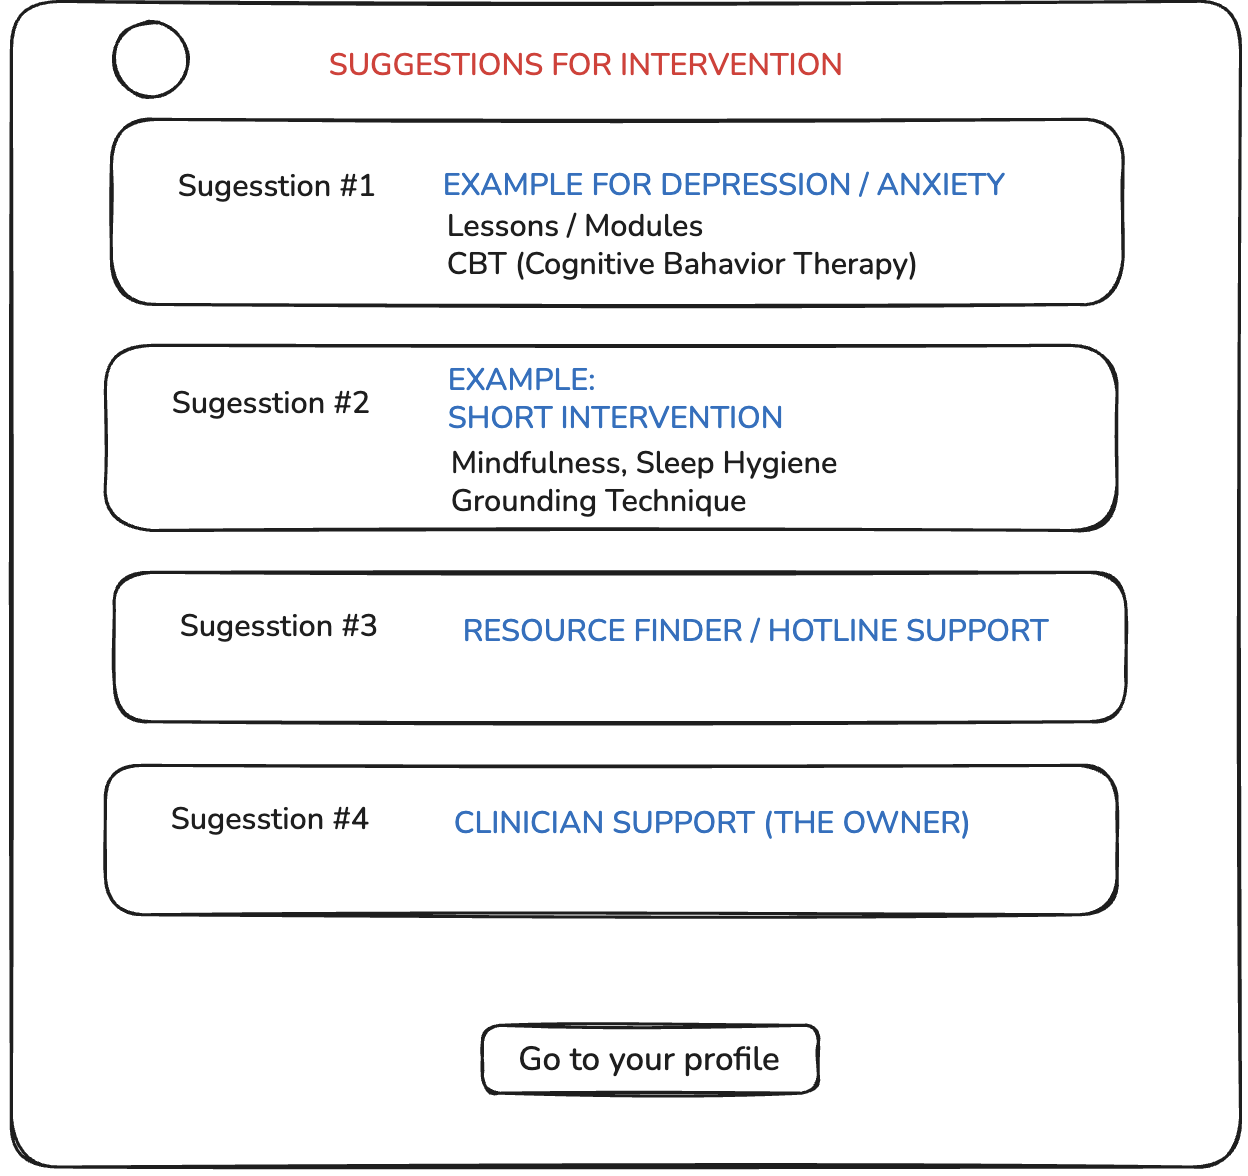 SUGGESTIONS FOR INTERVENTION
Sugesstion #1
EXAMPLE FOR DEPRESSION / ANXIETY
Lessons / Modules
CBT (Cognitive Bahavior Therapy)
Sugesstion #2
EXAMPLE:
SHORT INTERVENTION
Mindfulness, Sleep Hygiene
Grounding Technique
Sugesstion #3
RESOURCE FINDER / HOTLINE SUPPORT
Sugesstion #4
CLINICIAN SUPPORT (THE OWNER)
Go to your profile